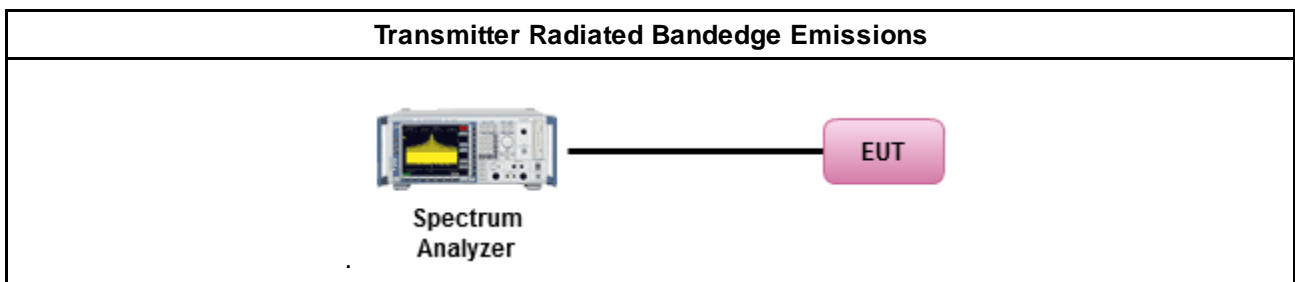 Transmitter Radiated Bandedge Emissions
EUT
Spectrum
Analyzer
.